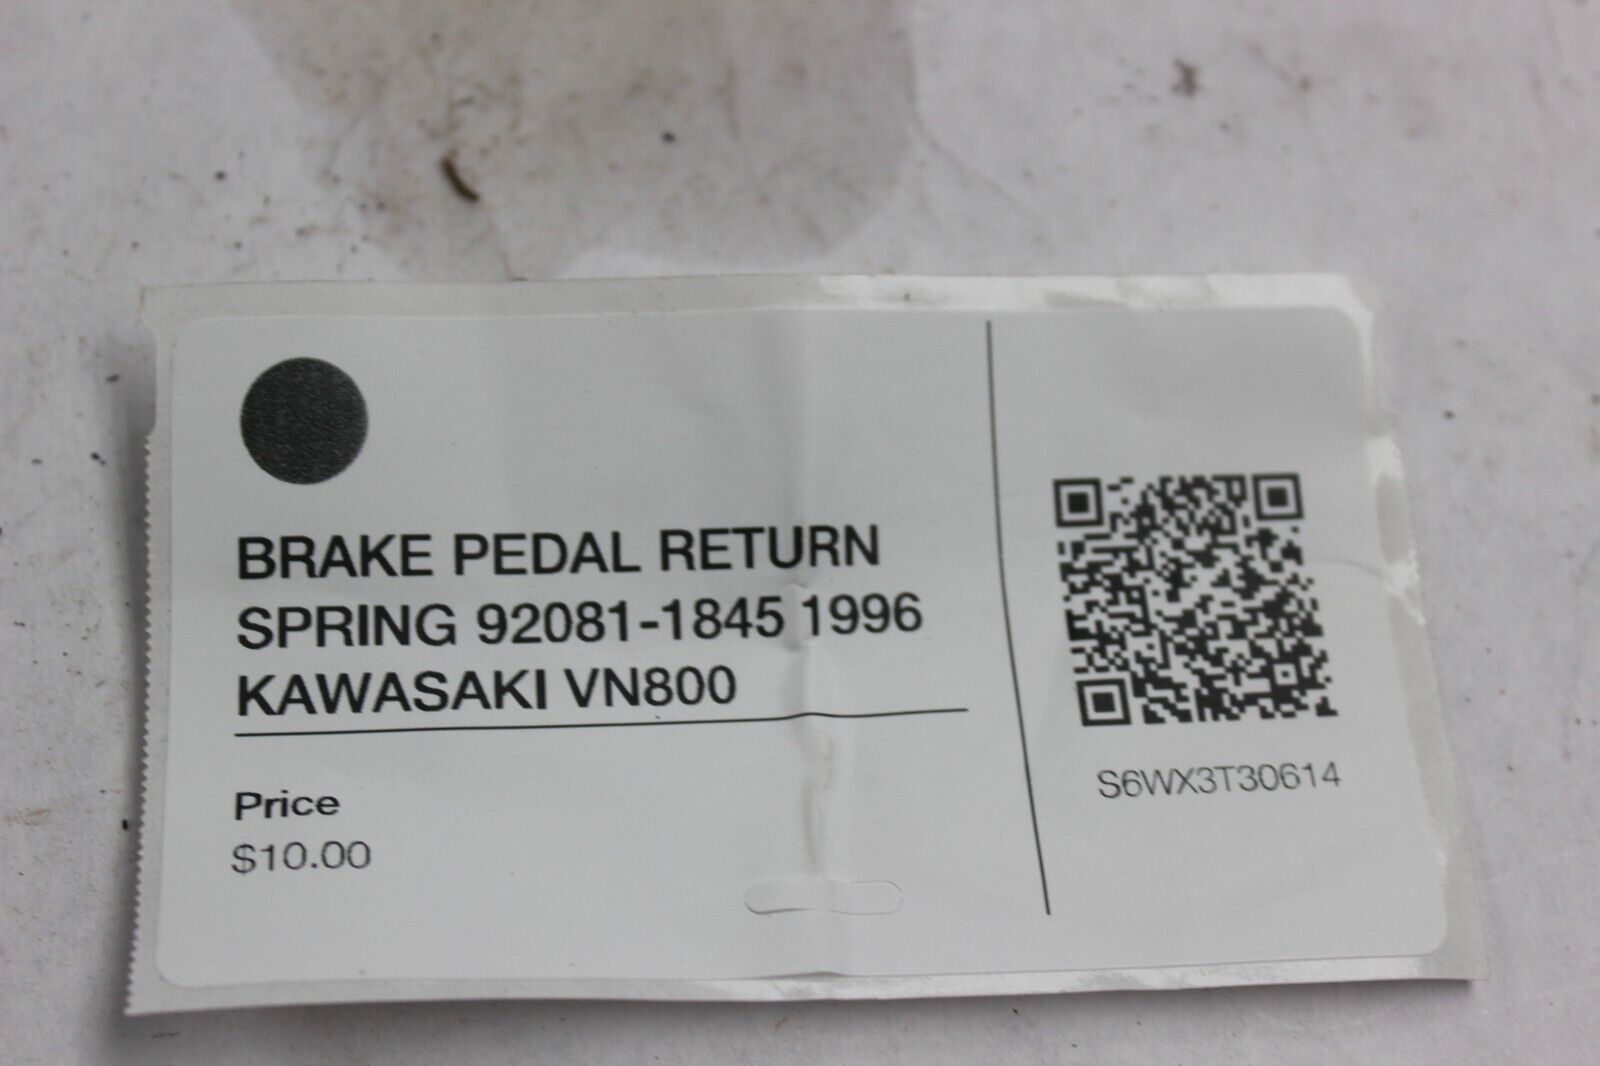 BRAKE PEDAL RETURN
SPRING 92081-1845 1996
KAWASAKI VN800
Price
$10.00
S6WX3T30614